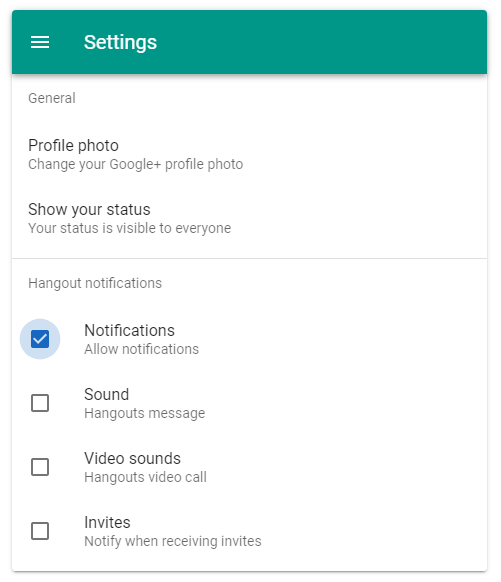 Settings
General
Profile photo
Change your Google+ profile photo
Show your status
Your status is visible to everyone
Hangout notifications
Notifications
Allow notifications
Sound
Hangouts message
Video sounds
Hangouts video call
Invites
Notify when receiving invites